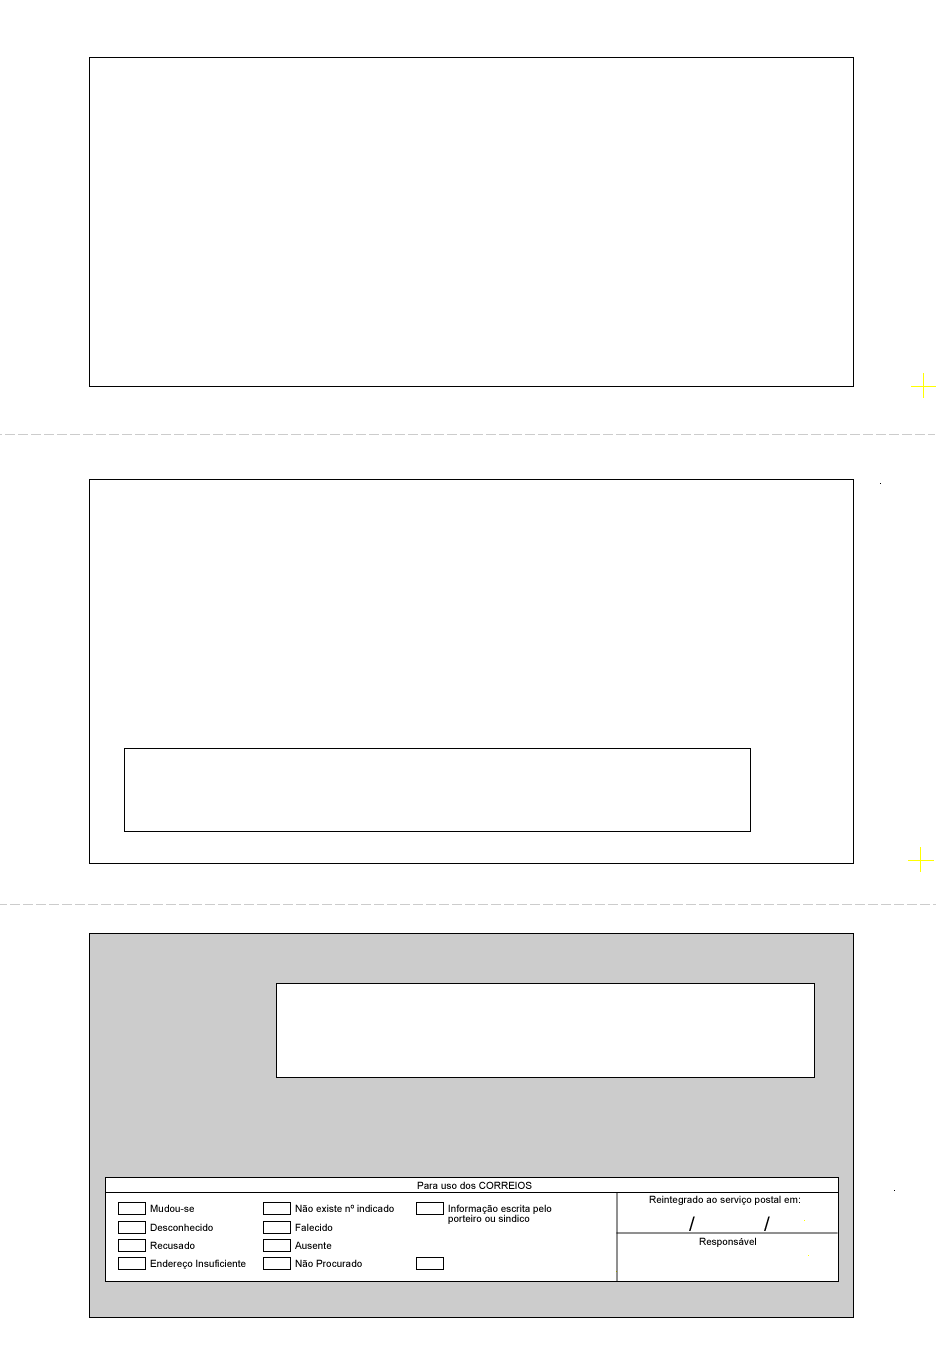 Para uso dos CORREIOS
Mudou-se
Desconhecido
Recusado
Endereço Insuficiente
Não existe nº indicado
Falecido
Ausente
Não Procurado
Informação escrita pelo
porteiro ou sindico
Reintegrado ao serviço postal em:
/ /
Responsável